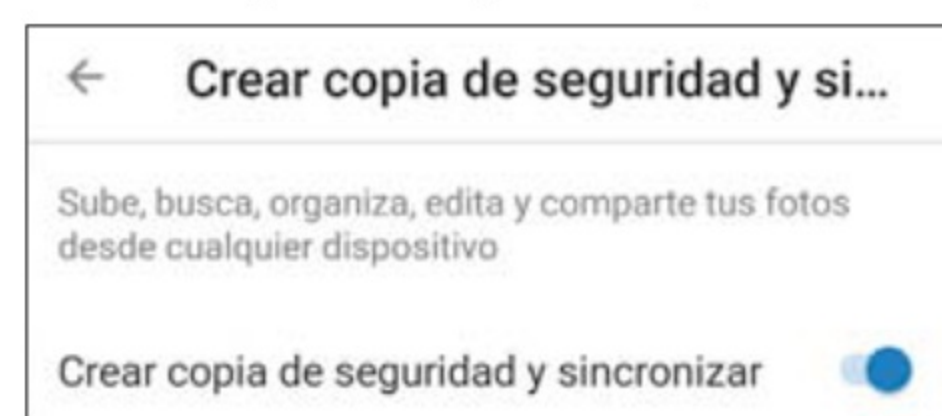 Crear copia de seguridad y si...
Sube, busca, organiza, edita y comparte tus fotos
desde cualquier dispositivo
Crear copia de seguridad y sincronizar